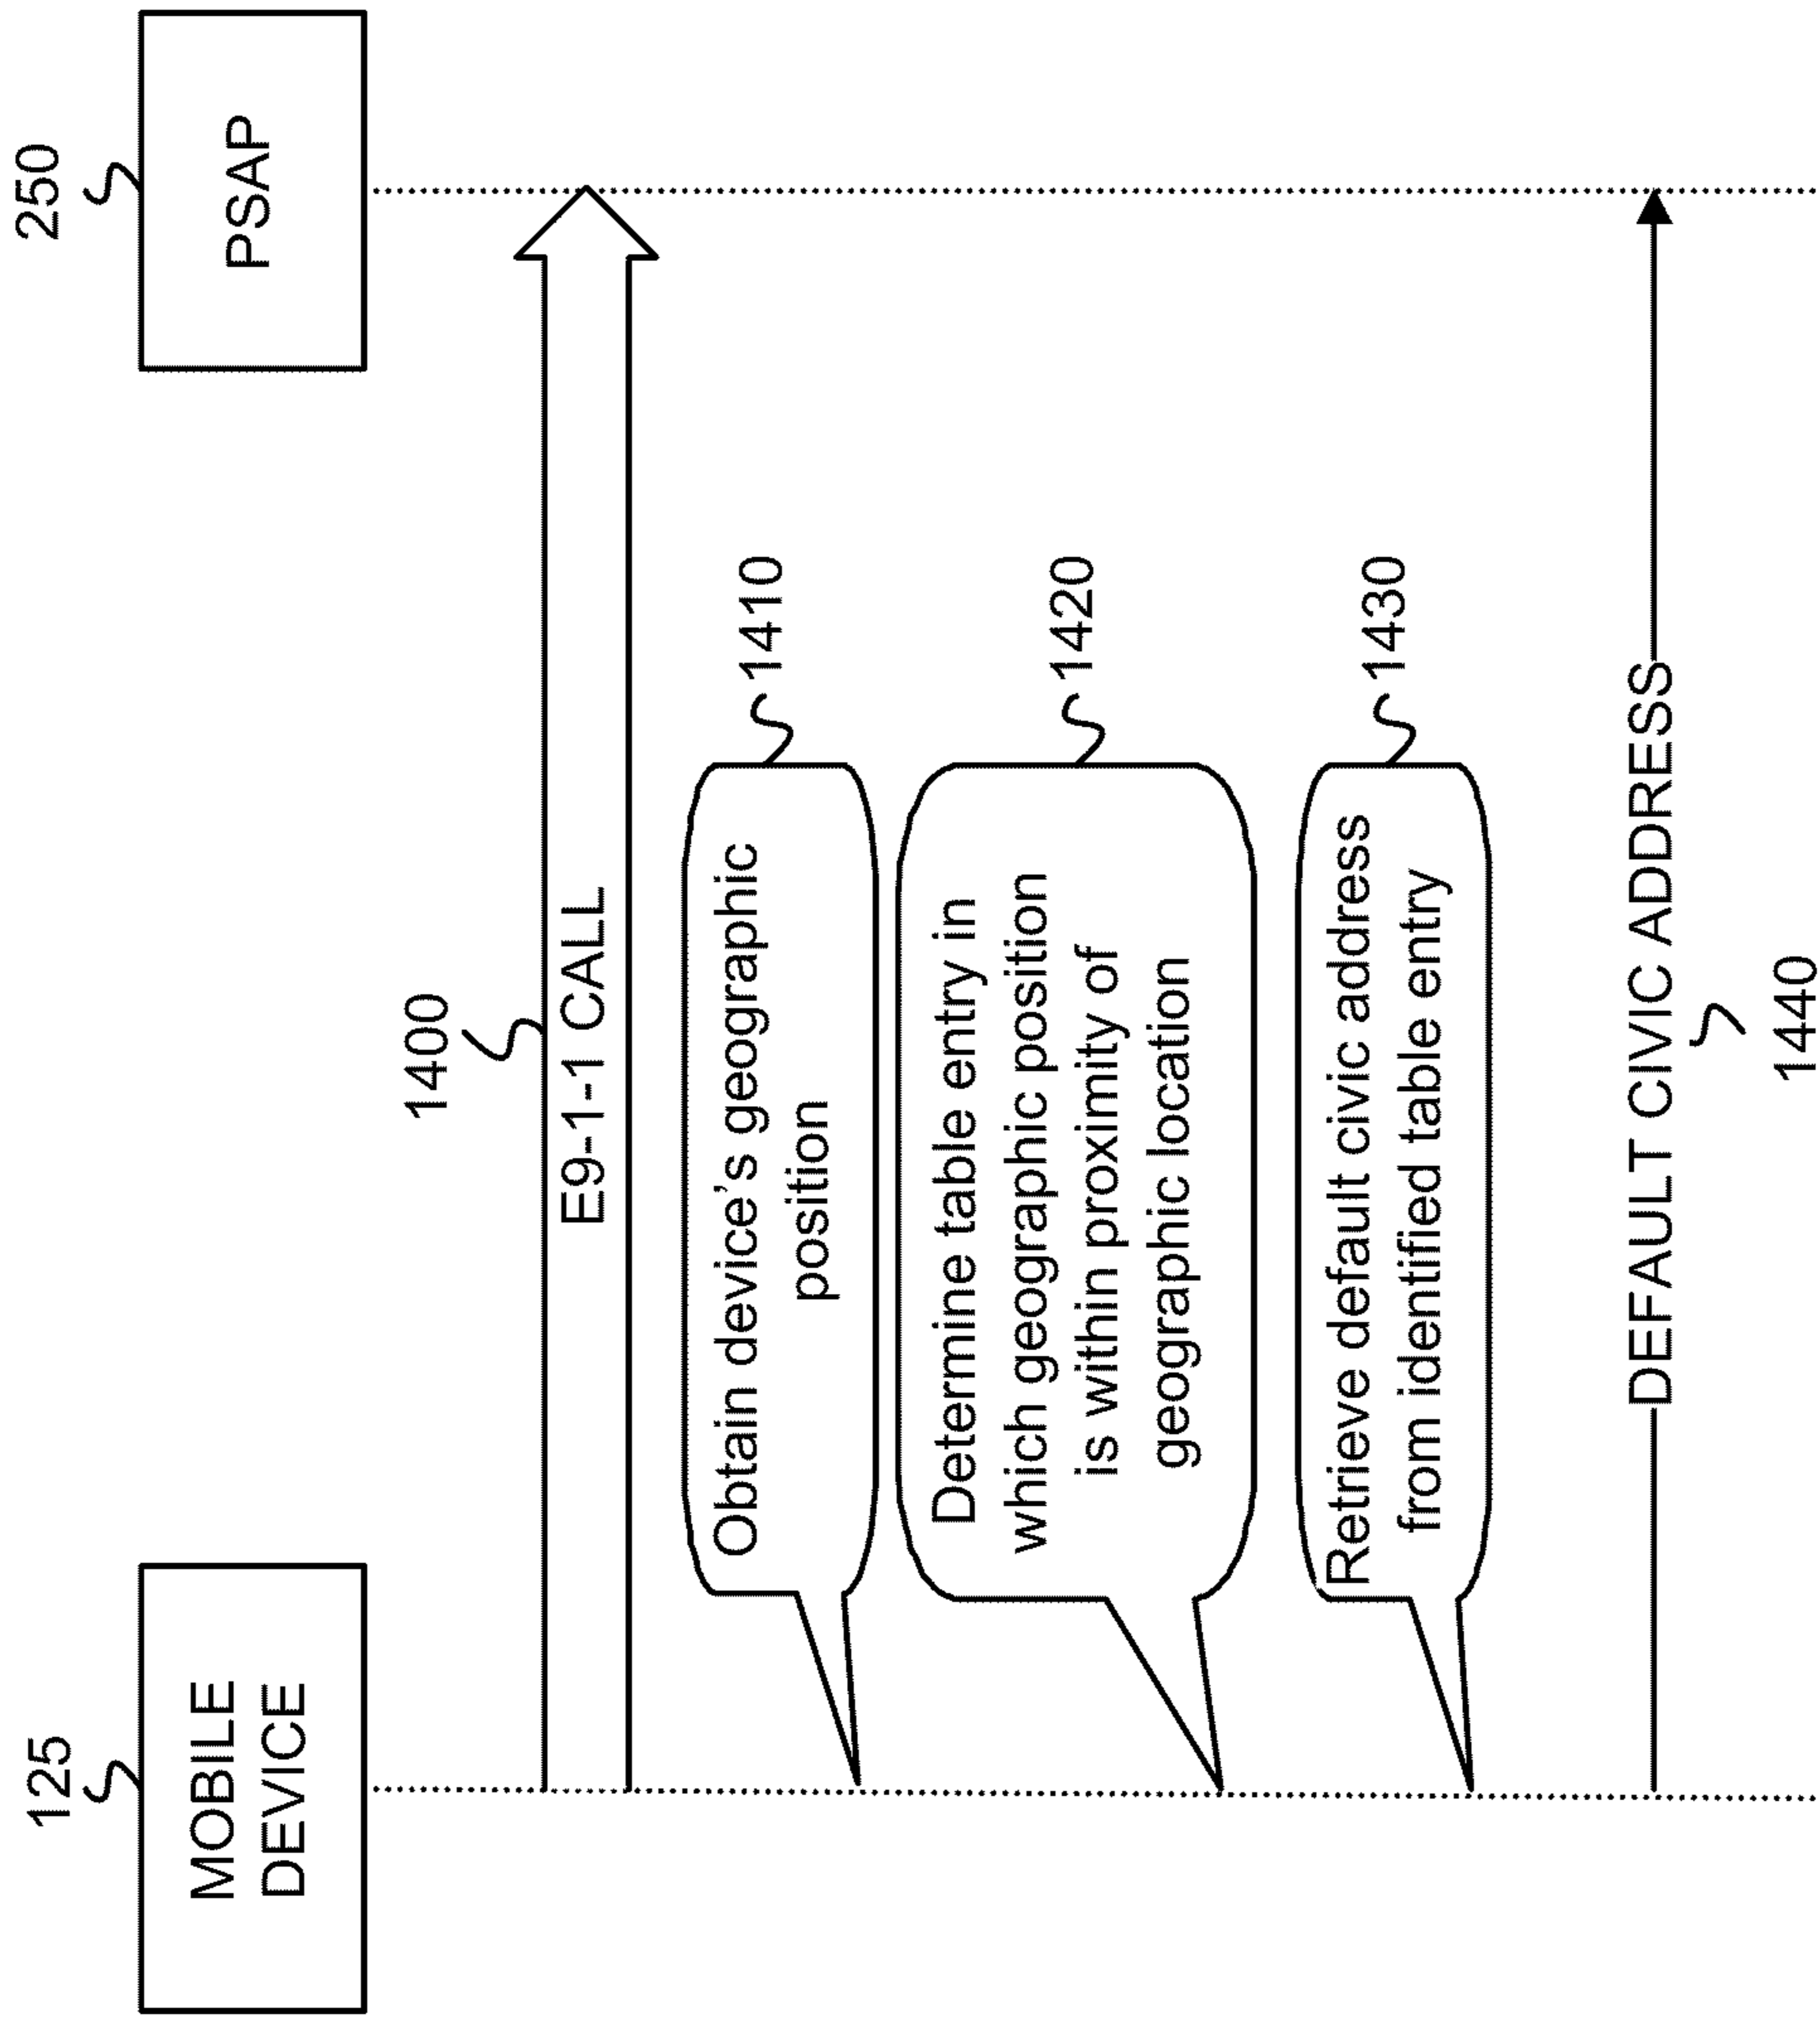 125
MOBILE
DEVICE
250
PSAP
1400
E9-1-1 CALL
Obtain device's geographic
position
1410
Determine table entry in
which geographic position
is within proximity of
geographic location
1420
Retrieve default civic address
from identified table entry
1430
DEFAULT CIVIC ADDRESS
1440